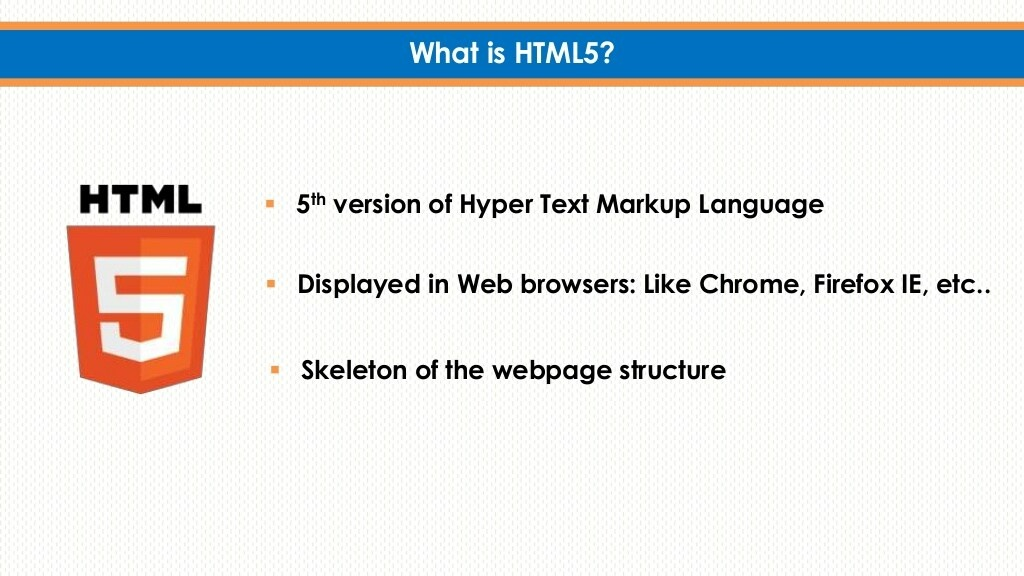 What is HTML5?
HTML
5
▪ 5th version of Hyper Text Markup Language
▪ Displayed in Web browsers: Like Chrome, Firefox IE, etc..
▪ Skeleton of the webpage structure